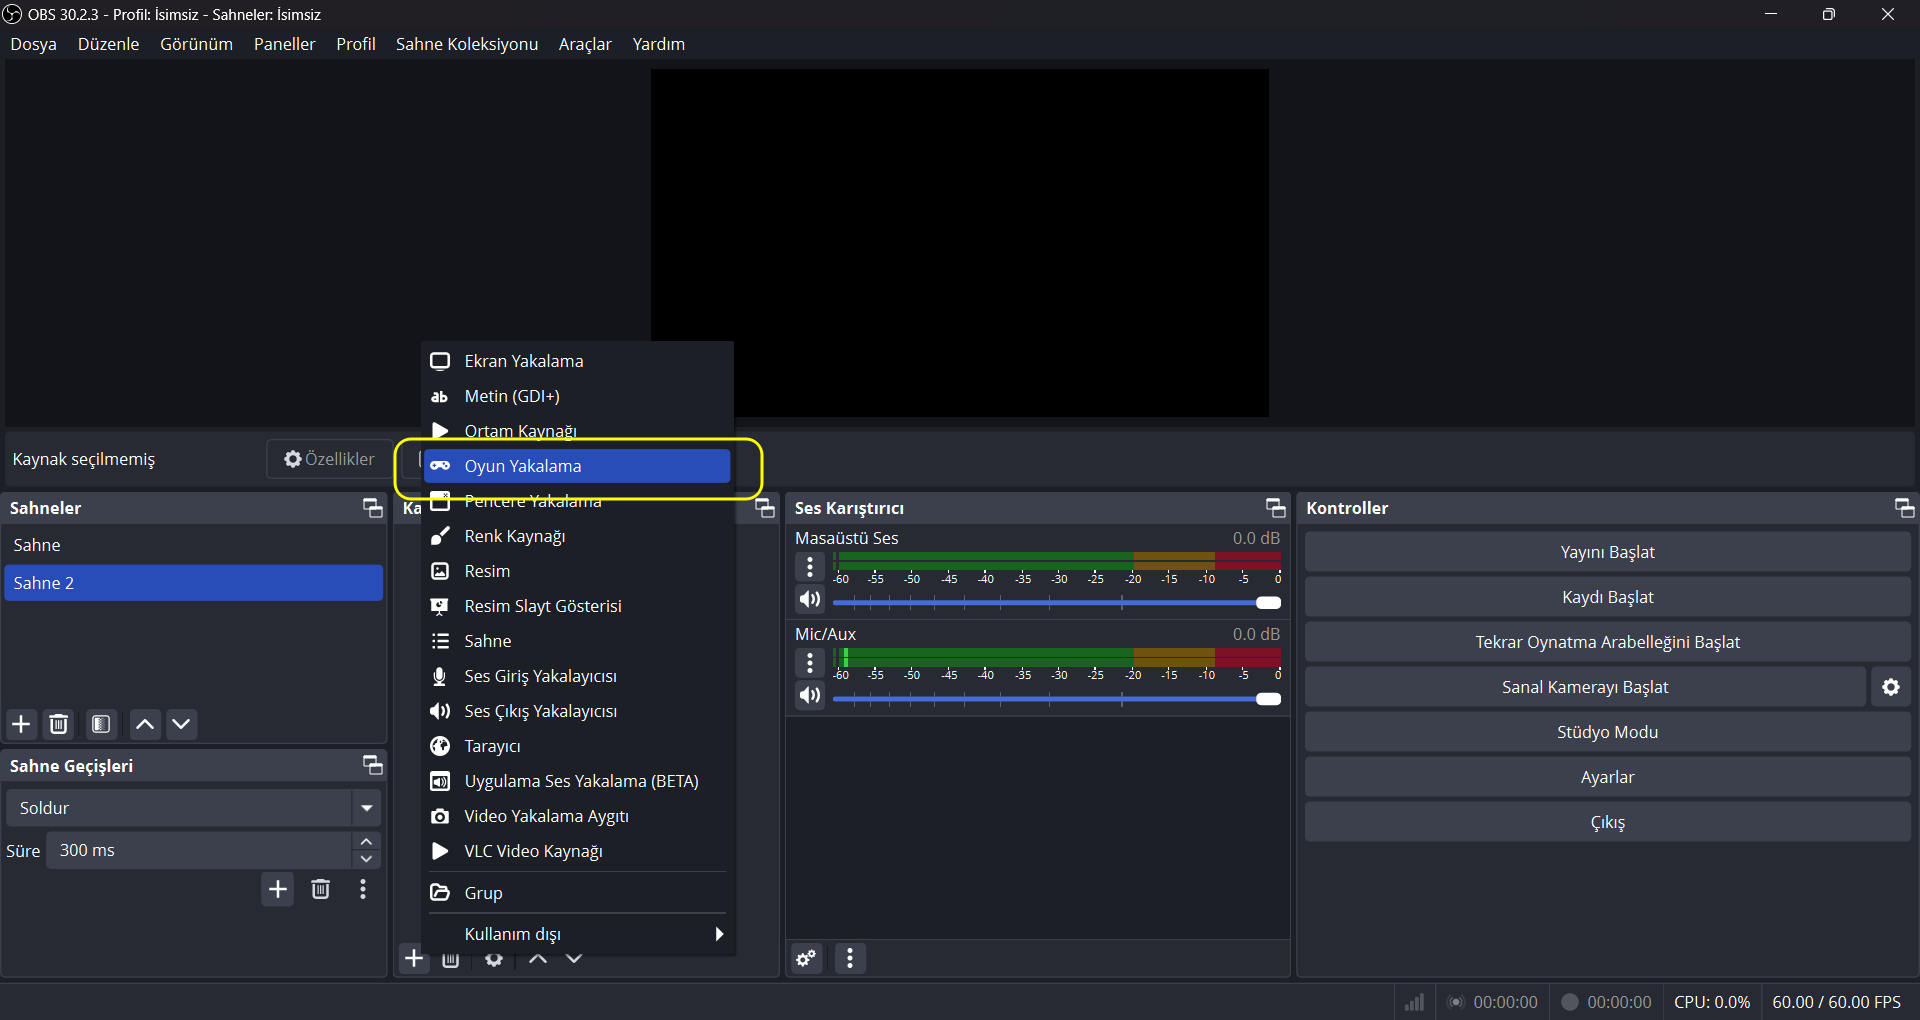 OBS 30.2.3 - Profil: İsimsiz - Sahneler: İsimsiz
Dosya Düzenle Görünüm Paneller Profil Sahne Koleksiyonu Araçlar Yardım
Kaynak seçilmemiş
Özellikler
Ekran Yakalama
Metin (GDI+)
Ortam Kaynağı
Oyun Yakalama
Pencere Yakalama
Renk Kaynağı
Resim
Resim Slayt Gösterisi
Sahne
Ses Giriş Yakalayıcısı
Ses Çıkış Yakalayıcısı
Tarayıcı
Uygulama Ses Yakalama (BETA)
Video Yakalama Aygıtı
VLC Video Kaynağı
Grup
Kullanım dışı
Sahneler
Sahne
Sahne 2
Sahne Geçişleri
Soldur
Süre 300 ms
Ka
Ses Karıştırıcı
Masaüstü Ses 0.0 dB
-60 -55 -50 -45 -40 -35 -30 -25 -20 -15 -10 -5 0
Mic/Aux 0.0 dB
-60 -55 -50 -45 -40 -35 -30 -25 -20 -15 -10 -5 0
Kontroller
Yayını Başlat
Kaydı Başlat
Tekrar Oynatma Arabelleğini Başlat
Sanal Kamerayı Başlat
Stüdyo Modu
Ayarlar
Çıkış
00:00:00 00:00:00 CPU: 0.0% 60.00 / 60.00 FPS